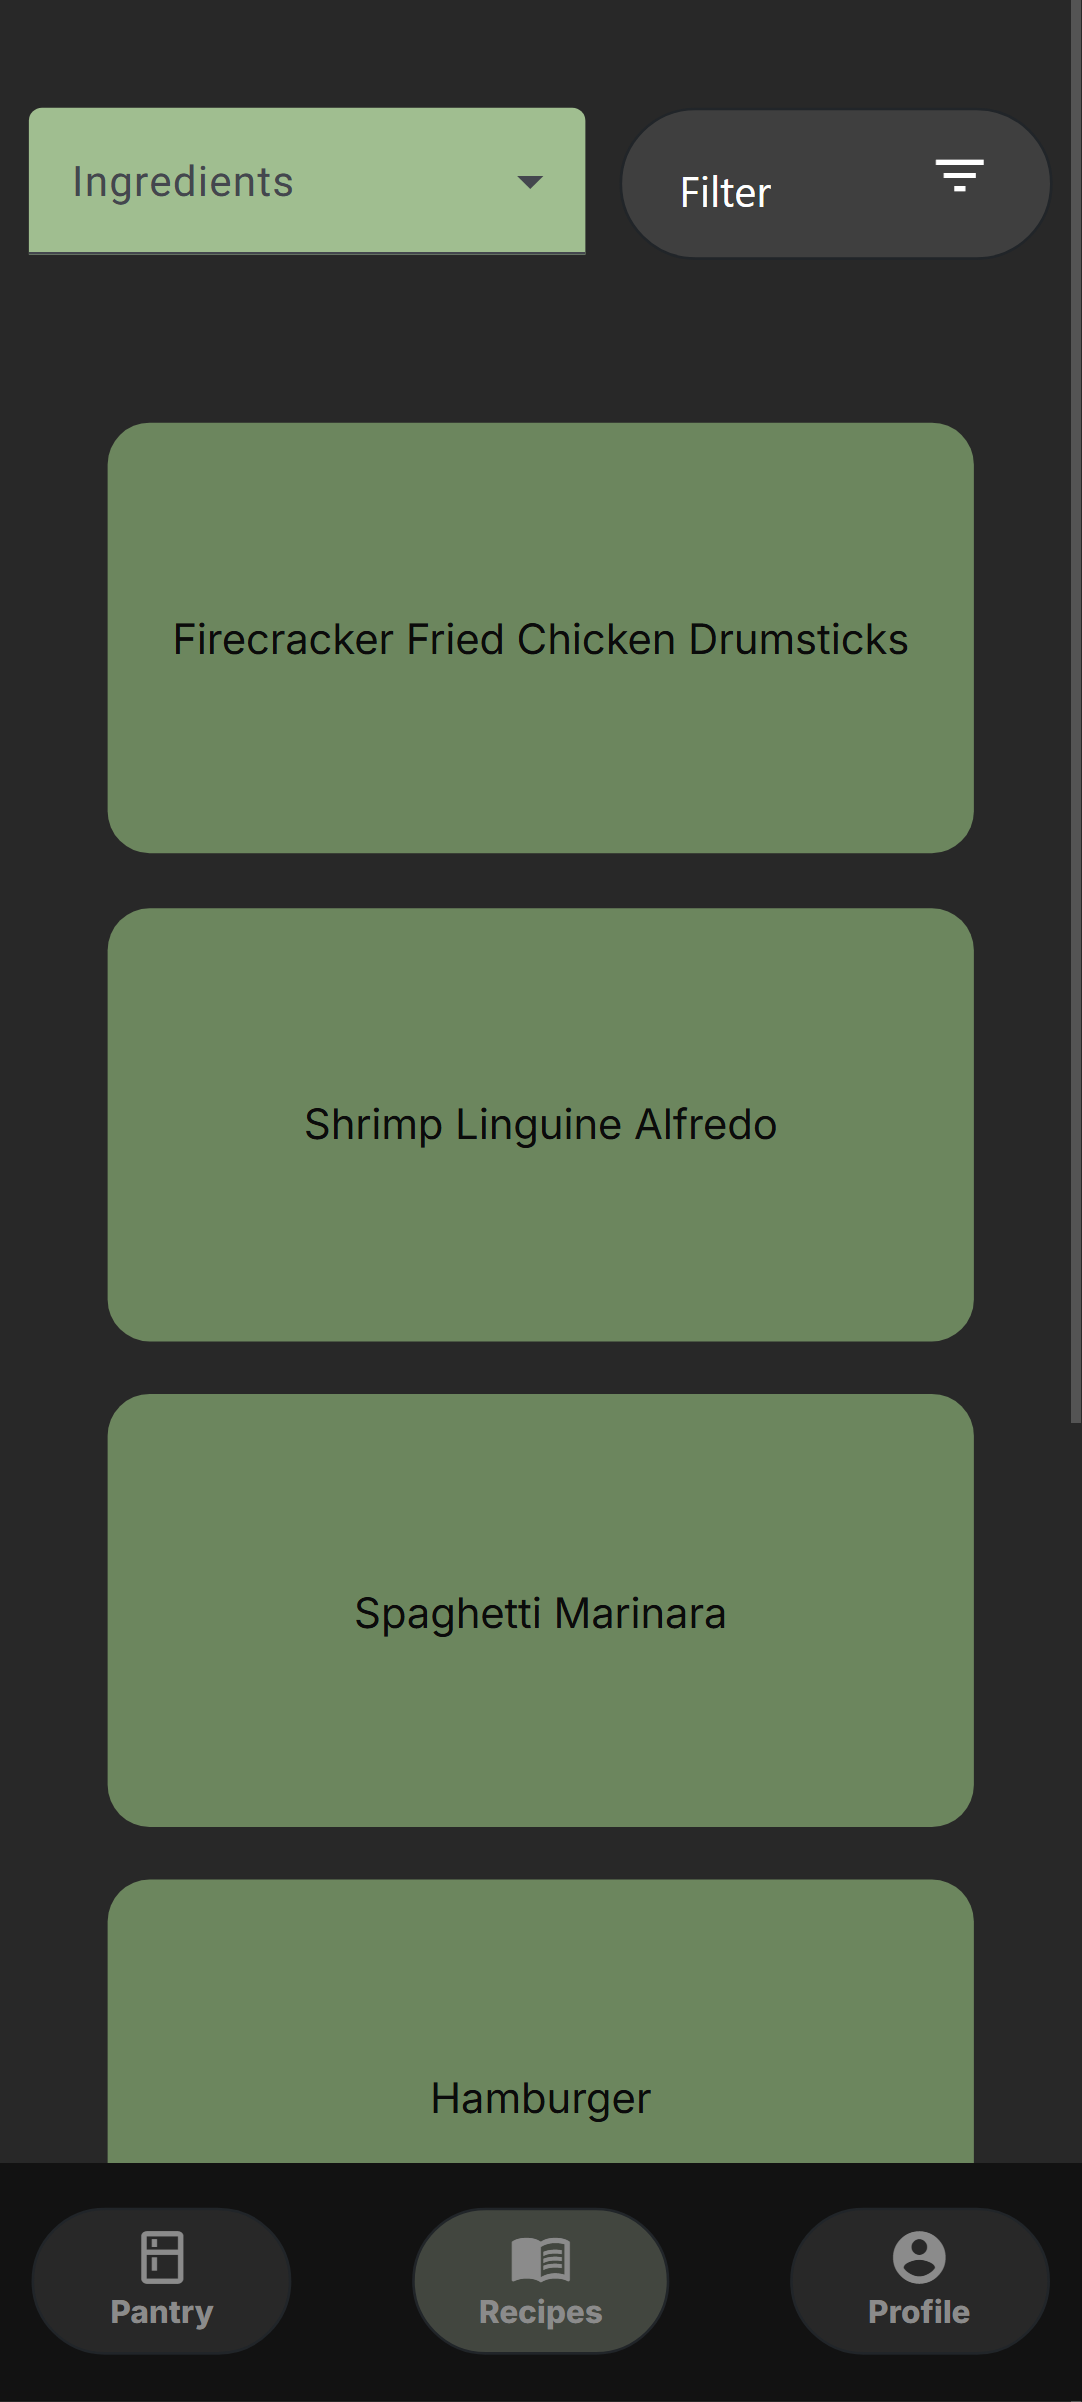 Ingredients
Filter
Firecracker Fried Chicken Drumsticks
Shrimp Linguine Alfredo
Spaghetti Marinara
Hamburger
Pantry
Recipes
Profile